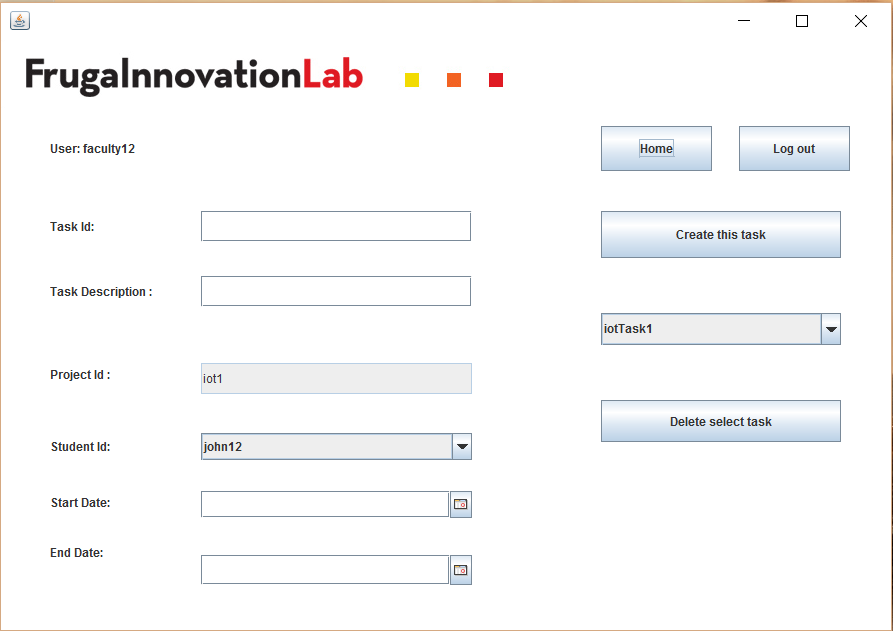 FrugalnnovationLab
User: faculty12
Home
Log out
Task Id:
Create this task
Task Description :
iotTask1
Project Id :
iot1
Delete select task
Student Id:
john12
Start Date:
End Date: